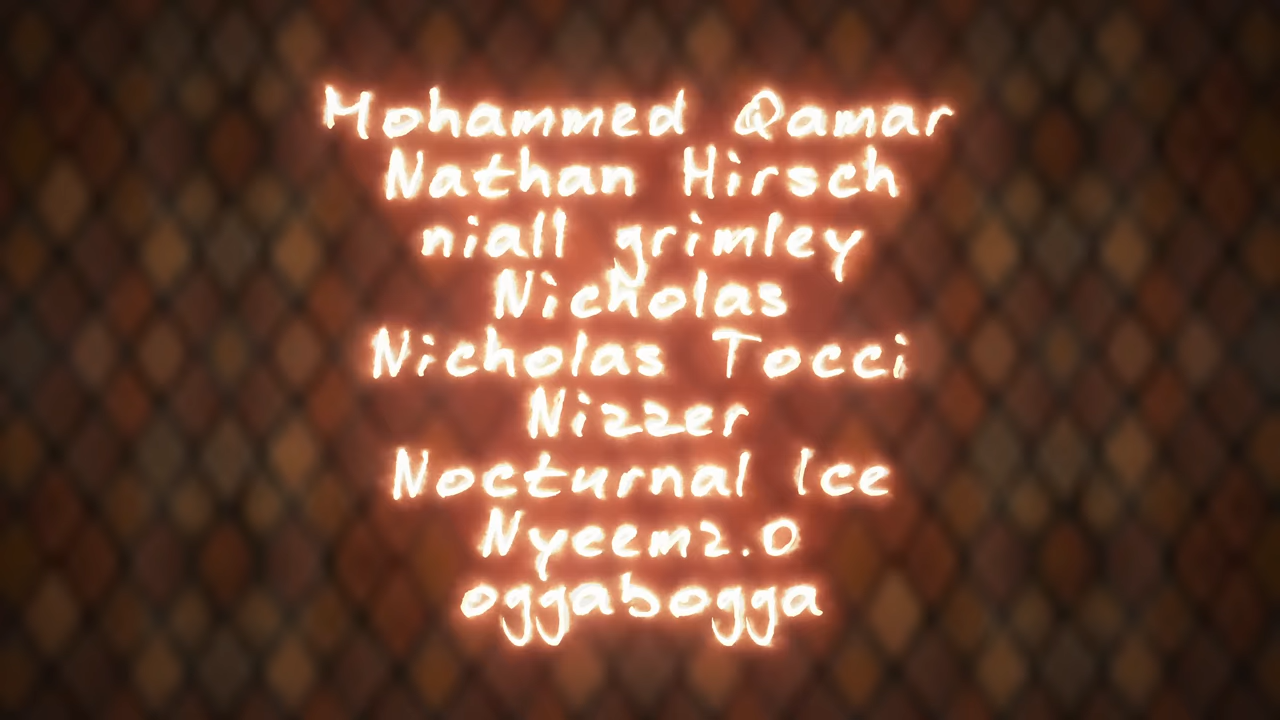 Mohammed Qamar
Nathan Hirsch
niall grimley
Nicholas
Nicholas Tocci
Nizzer
Nocturnal Ice
Nyeem2.0
oggabogga